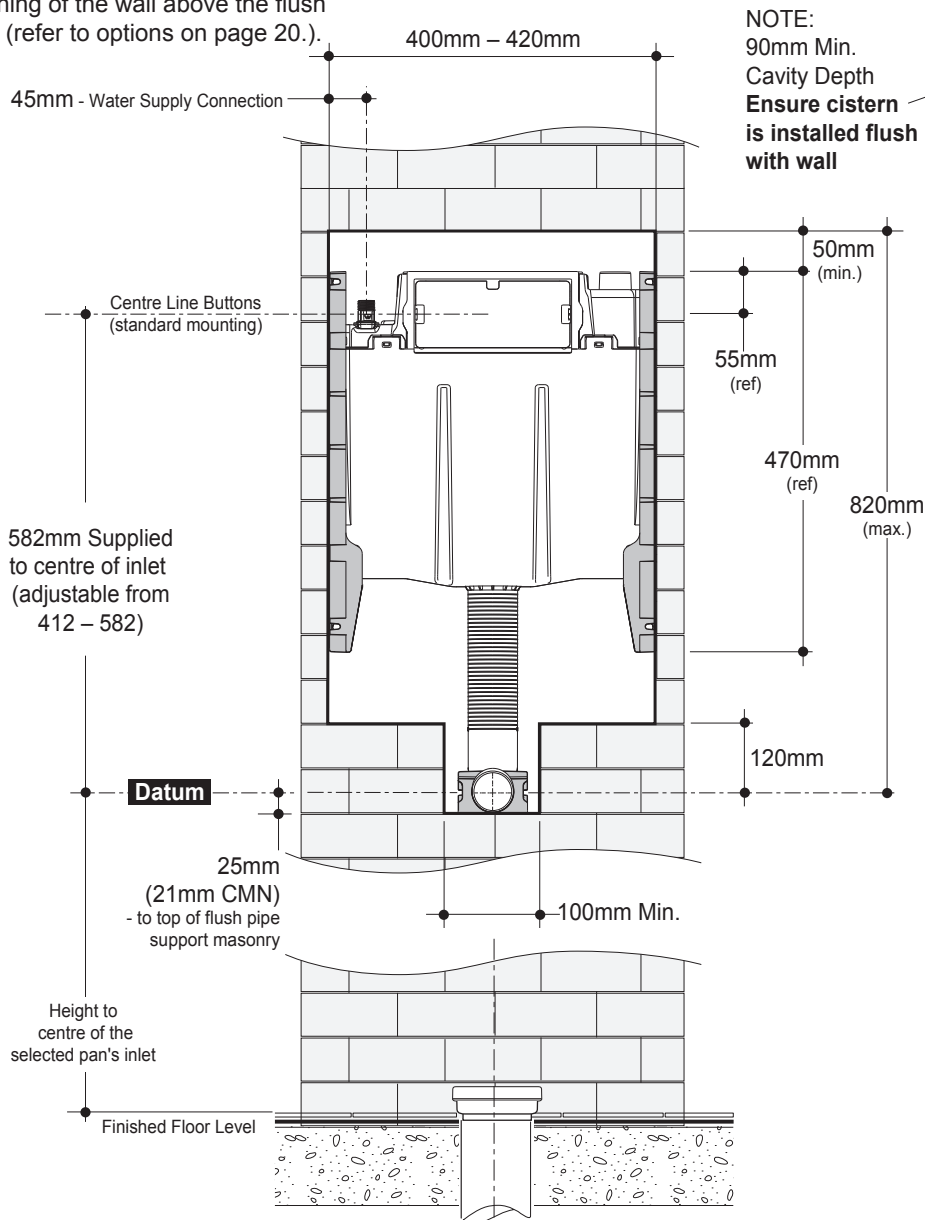 ning of the wall above the flush
(refer to options on page 20.).
400mm – 420mm
45mm - Water Supply Connection
NOTE:
90mm Min.
Cavity Depth
Ensure cistern
is installed flush
with wall
50mm
(min.)
Centre Line Buttons
(standard mounting)
55mm
(ref)
470mm
(ref)
820mm
(max.)
582mm Supplied
to centre of inlet
(adjustable from
412 – 582)
120mm
Datum
25mm
(21mm CMN)
- to top of flush pipe
support masonry
100mm Min.
Height to
centre of the
selected pan's inlet
Finished Floor Level